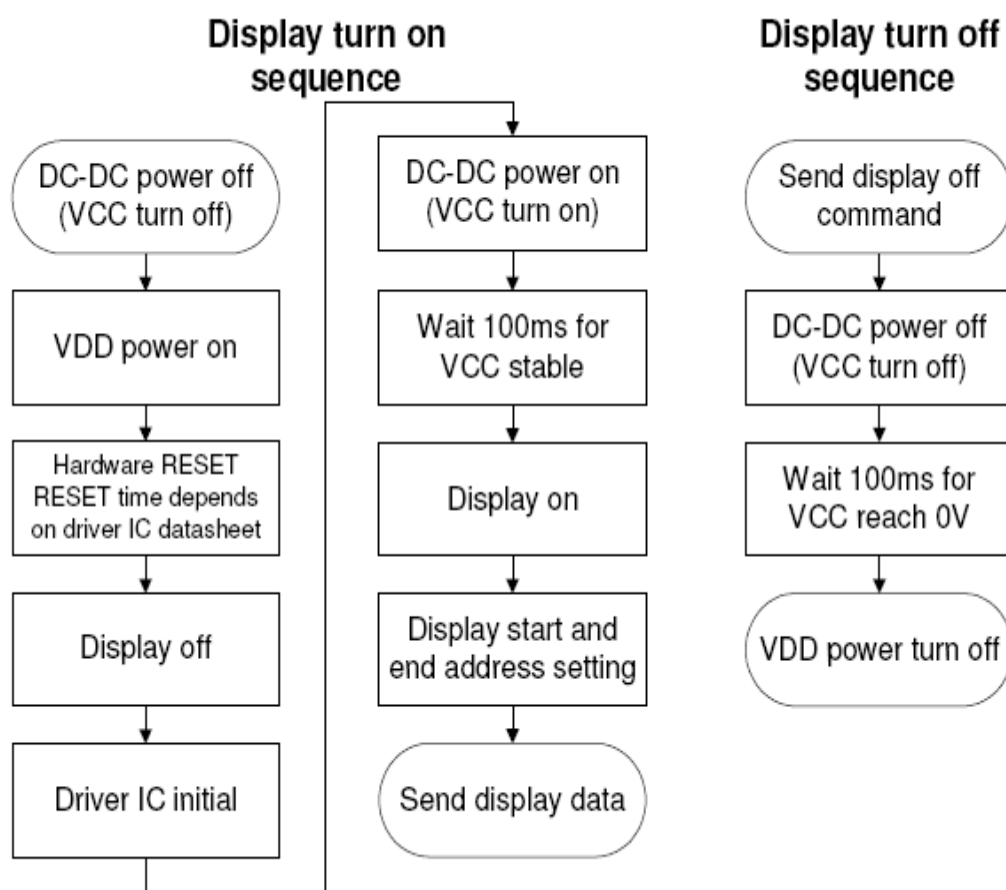 Display turn on
sequence
DC-DC power off
(VCC turn off)
VDD power on
Hardware RESET
RESET time depends
on driver IC datasheet
Display off
Driver IC initial
DC-DC power on
(VCC turn on)
Wait 100ms for
VCC stable
Display on
Display start and
end address setting
Send display data
Display turn off
sequence
Send display off
command
DC-DC power off
(VCC turn off)
Wait 100ms for
VCC reach 0V
VDD power turn off